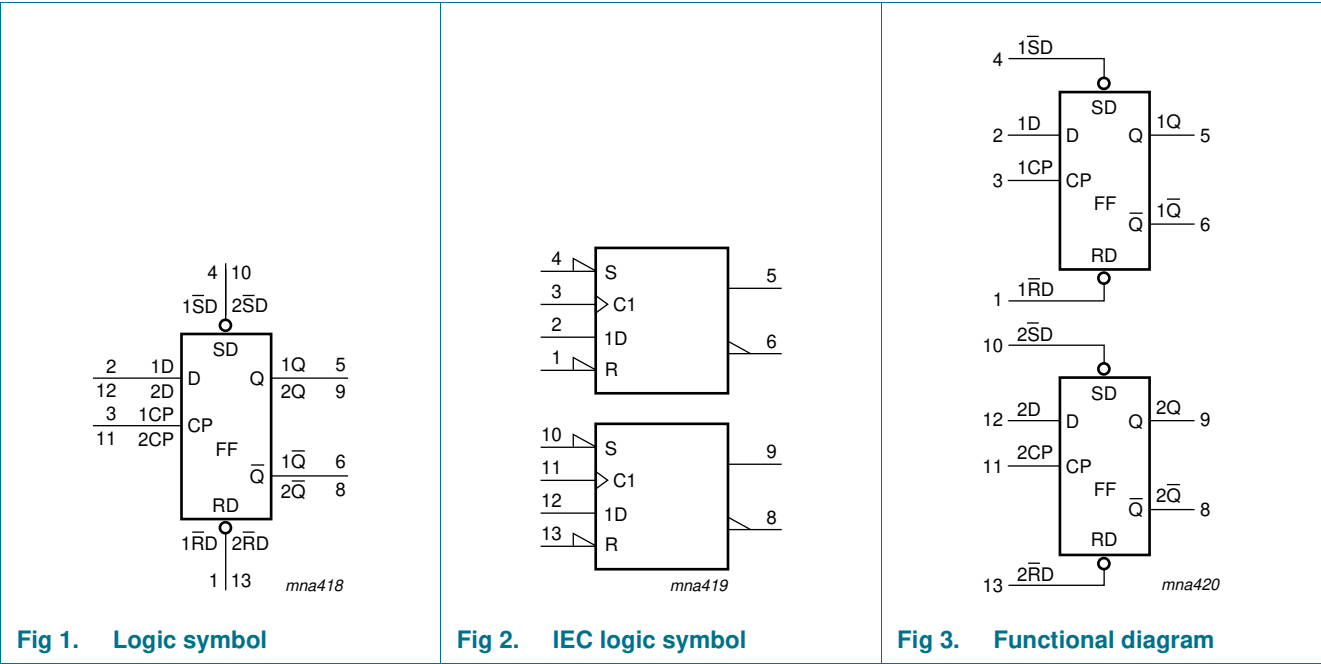 4 10
1S̅D 2S̅D
SD
2 1D D Q 1Q 5
12 2D 2Q 9
3 1CP CP
11 2CP
FF
Q̅ 1Q̅ 6
2Q̅ 8
RD
1R̅D 2R̅D
1 13
mna418
Fig 1. Logic symbol
4 S
3 C1
2 1D
1 R
5
6
10 S
11 C1
12 1D
13 R
9
8
mna419
Fig 2. IEC logic symbol
4 1S̅D
SD
2 1D D Q 1Q 5
3 1CP CP
FF
Q̅ 1Q̅ 6
RD
1 1R̅D
10 2S̅D
SD
12 2D D Q 2Q 9
11 2CP CP
FF
Q̅ 2Q̅ 8
RD
13 2R̅D
mna420
Fig 3. Functional diagram